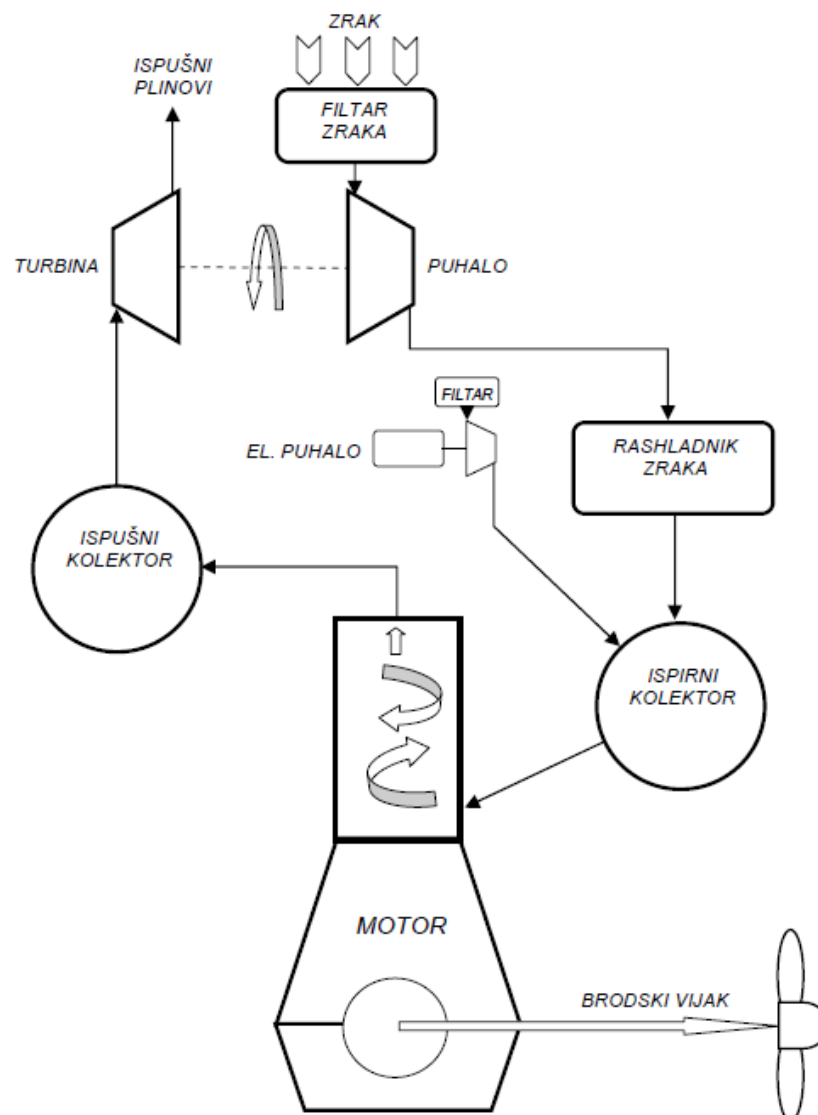 ZRAK
ISPUŠNI
PLINOVI
FILTAR
ZRAKA
TURBINA
PUHALO
FILTAR
EL. PUHALO
RASHLADNIK
ZRAKA
ISPUŠNI
KOLEKTOR
ISPIRNI
KOLEKTOR
MOTOR
BRODSKI VIJAK